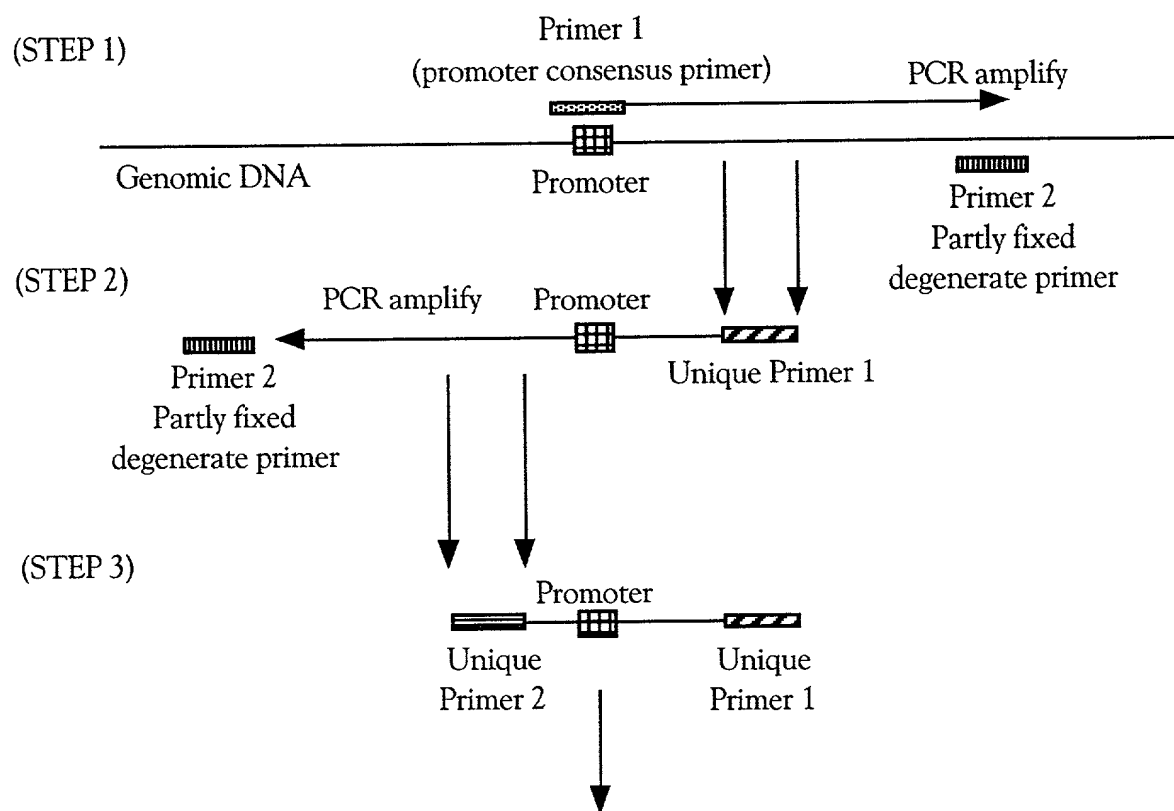 (STEP 1)
Primer 1
(promoter consensus primer)
PCR amplify
Genomic DNA
Promoter
Primer 2
Partly fixed
degenerate primer
(STEP 2)
PCR amplify
Promoter
Primer 2
Partly fixed
degenerate primer
Unique Primer 1
(STEP 3)
Promoter
Unique
Primer 2
Unique
Primer 1